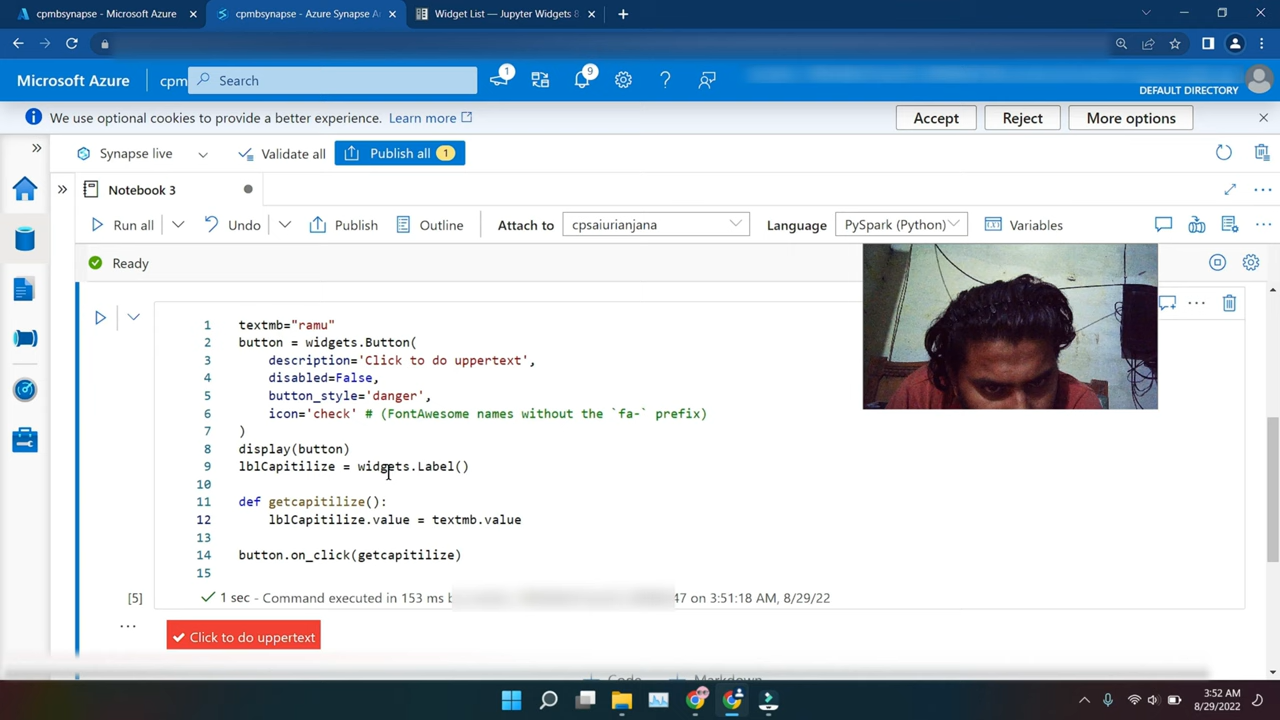 cpmbsynapse - Microsoft Azure
cpmbsynapse - Azure Synapse A
Widget List — Jupyter Widgets 8
Microsoft Azure
cpm
Search
1
9
DEFAULT DIRECTORY
We use optional cookies to provide a better experience. Learn more
Accept
Reject
More options
Synapse live
Validate all
Publish all 1
Notebook 3
Run all
Undo
Publish
Outline
Attach to
cpsaiurianjana
Language
PySpark (Python)
Variables
Ready
1 textmb="ramu"
2 button = widgets.Button(
3 description='Click to do uppertext',
4 disabled=False,
5 button_style='danger',
6 icon='check' # (FontAwesome names without the `fa-` prefix)
7 )
8 display(button)
9 lblCapitilize = widgets.Label()
10
11 def getcapitilize():
12 lblCapitilize.value = textmb.value
13
14 button.on_click(getcapitilize)
15
[5]
1 sec - Command executed in 153 ms
47 on 3:51:18 AM, 8/29/22
Click to do uppertext
Code
Markdown
3:52 AM
8/29/2022